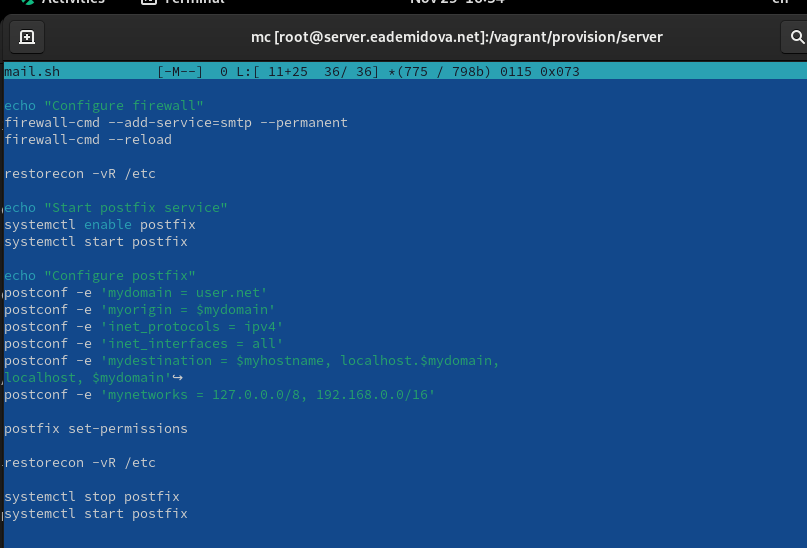 Activities Terminal Nov 29 16:34 en
mc [root@server.eademidova.net]:/vagrant/provision/server
mail.sh [-M--] 0 L:[ 11+25 36/ 36] *(775 / 798b) 0115 0x073
echo "Configure firewall"
firewall-cmd --add-service=smtp --permanent
firewall-cmd --reload
restorecon -vR /etc
echo "Start postfix service"
systemctl enable postfix
systemctl start postfix
echo "Configure postfix"
postconf -e 'mydomain = user.net'
postconf -e 'myorigin = $mydomain'
postconf -e 'inet_protocols = ipv4'
postconf -e 'inet_interfaces = all'
postconf -e 'mydestination = $myhostname, localhost.$mydomain,
localhost, $mydomain'↪
postconf -e 'mynetworks = 127.0.0.0/8, 192.168.0.0/16'
postfix set-permissions
restorecon -vR /etc
systemctl stop postfix
systemctl start postfix